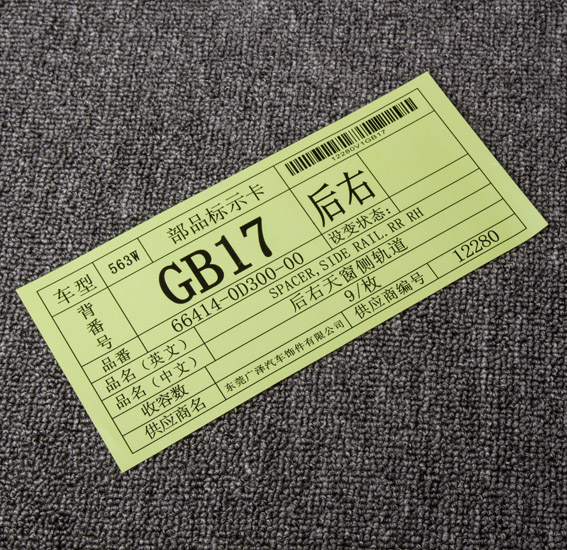 车型 563W 部品标示卡
12280V1GB17
背番号 GB17 后右
品番 66414-0D300-00 设变状态:
品名（英文） SPACER,SIDE RAIL.RR RH
品名（中文） 后右天窗侧轨道
收容数 9/枚
供应商名 东莞广泽汽车饰件有限公司 供应商编号 12280